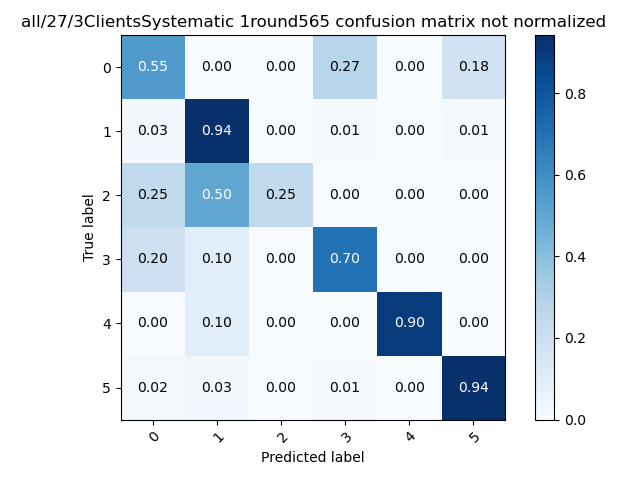 all/27/3ClientsSystematic 1round565 confusion matrix not normalized
0 0.55 0.00 0.00 0.27 0.00 0.18
1 0.03 0.94 0.00 0.01 0.00 0.01
2 0.25 0.50 0.25 0.00 0.00 0.00
3 0.20 0.10 0.00 0.70 0.00 0.00
4 0.00 0.10 0.00 0.00 0.90 0.00
5 0.02 0.03 0.00 0.01 0.00 0.94
0 1 2 3 4 5
True label
Predicted label
0.8
0.6
0.4
0.2
0.0